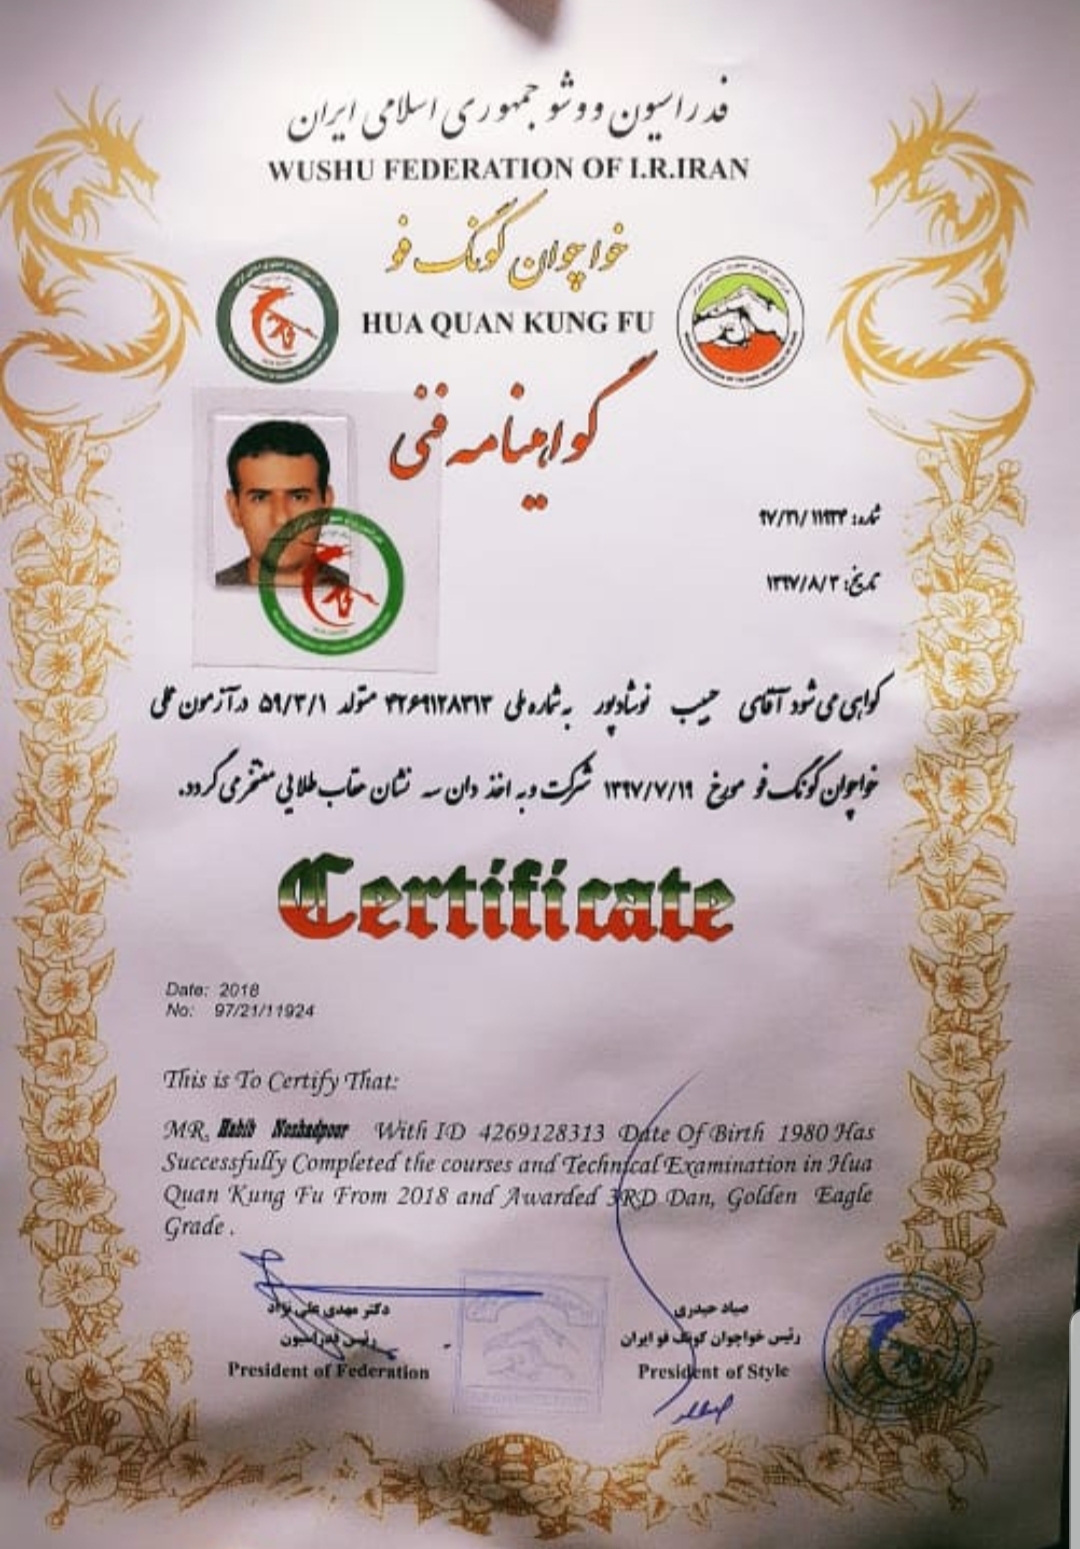 فدراسیون ووشو جمهوری اسلامی ایران
WUSHU FEDERATION OF I.R.IRAN
خواچوان کونگ فو
HUA QUAN KUNG FU
گواهینامه فنی
شماره: ۹۷/۲۱/۱۱۹۲۴
تاریخ: ۱۳۹۷/۸/۳
گواهی می شود آقای حبیب نوشادپور به شماره ملی ۴۲۶۹۱۲۸۳۱۳ متولد ۵۹/۳/۱ در آزمون عملی
خواچوان کونگ فو مورخ ۱۳۹۷/۷/۱۹ شرکت و به اخذ دان سه نشان عقاب طلایی مفتخر می گردد.
Certificate
Date: 2018
No: 97/21/11924
This is To Certify That:
MR. Habib Noshadpour With ID 4269128313 Date Of Birth 1980 Has
Successfully Completed the courses and Technical Examination in Hua
Quan Kung Fu From 2018 and Awarded 3RD Dan, Golden Eagle
Grade .
دکتر مهدی علی نژاد
رئیس فدراسیون
President of Federation
صیاد حیدری
رئیس خواچوان کونگ فو ایران
President of Style